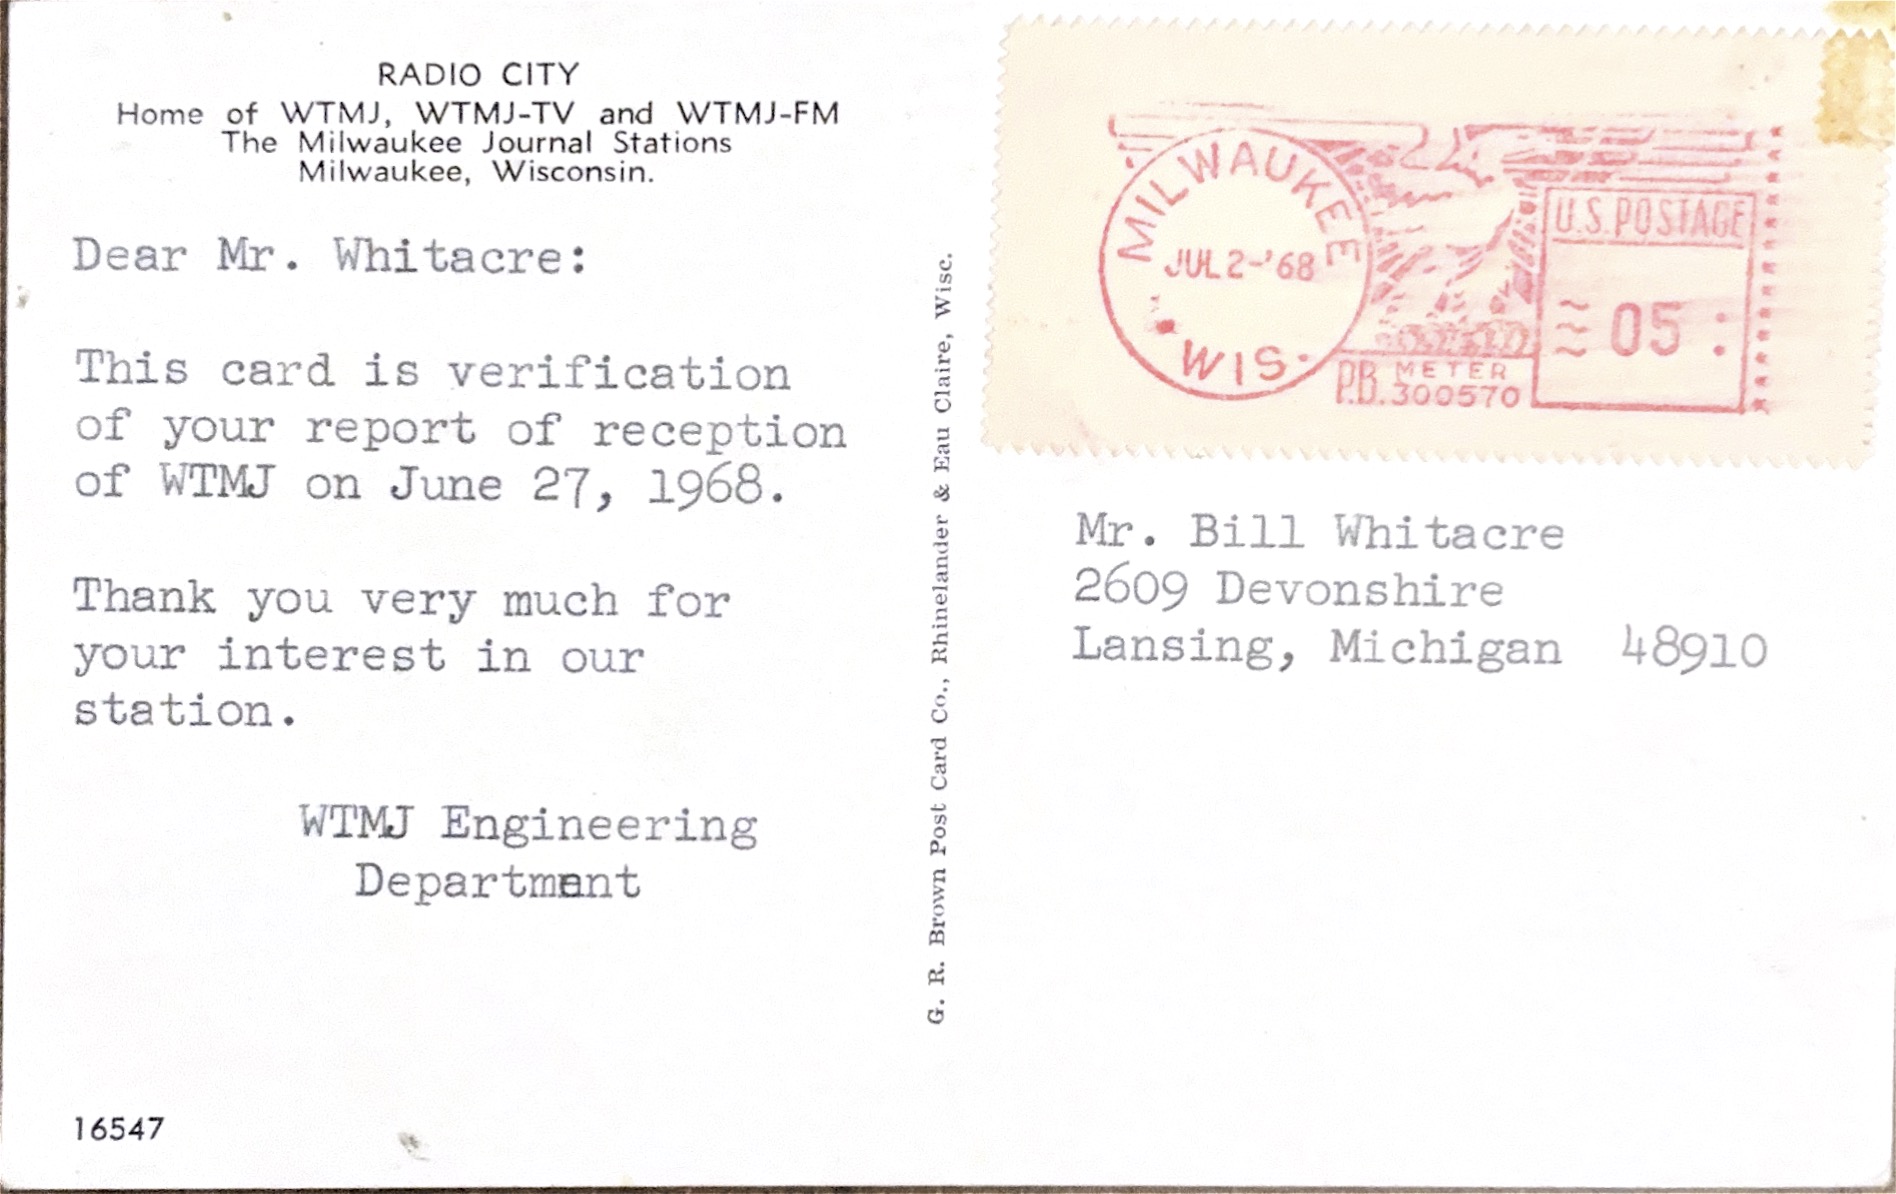 RADIO CITY
Home of WTMJ, WTMJ-TV and WTMJ-FM
The Milwaukee Journal Stations
Milwaukee, Wisconsin.
Dear Mr. Whitacre:
This card is verification
of your report of reception
of WTMJ on June 27, 1968.
Thank you very much for
your interest in our
station.
WTMJ Engineering
Department
16547
G. R. Brown Post Card Co., Rhinelander & Eau Claire, Wisc.
MILWAUKEE
JUL 2-'68
WIS.
U.S. POSTAGE
05
P.B. METER
300570
Mr. Bill Whitacre
2609 Devonshire
Lansing, Michigan 48910